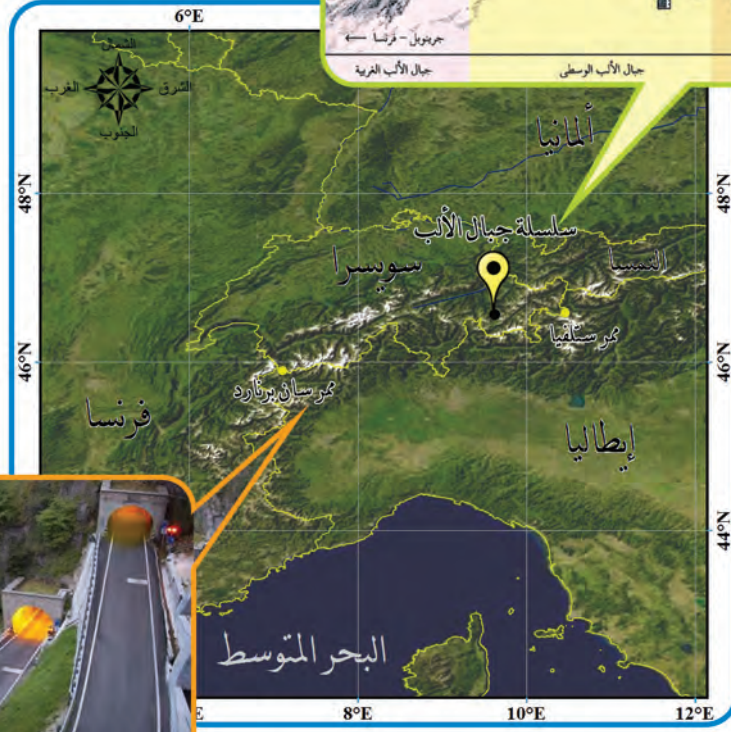 جرينوبل – فرنسا ←
جبال الألب الغربية
جبال الألب الوسطى
6°E
الشمال
الغرب
الشرق
الجنوب
ألمانيا
48°N
48°N
سلسلة جبال الألب
سويسرا
النمسا
ممر ستلفيا
46°N
46°N
ممر سان برنارد
فرنسا
إيطاليا
44°N
البحر المتوسط
E
8°E
10°E
12°E